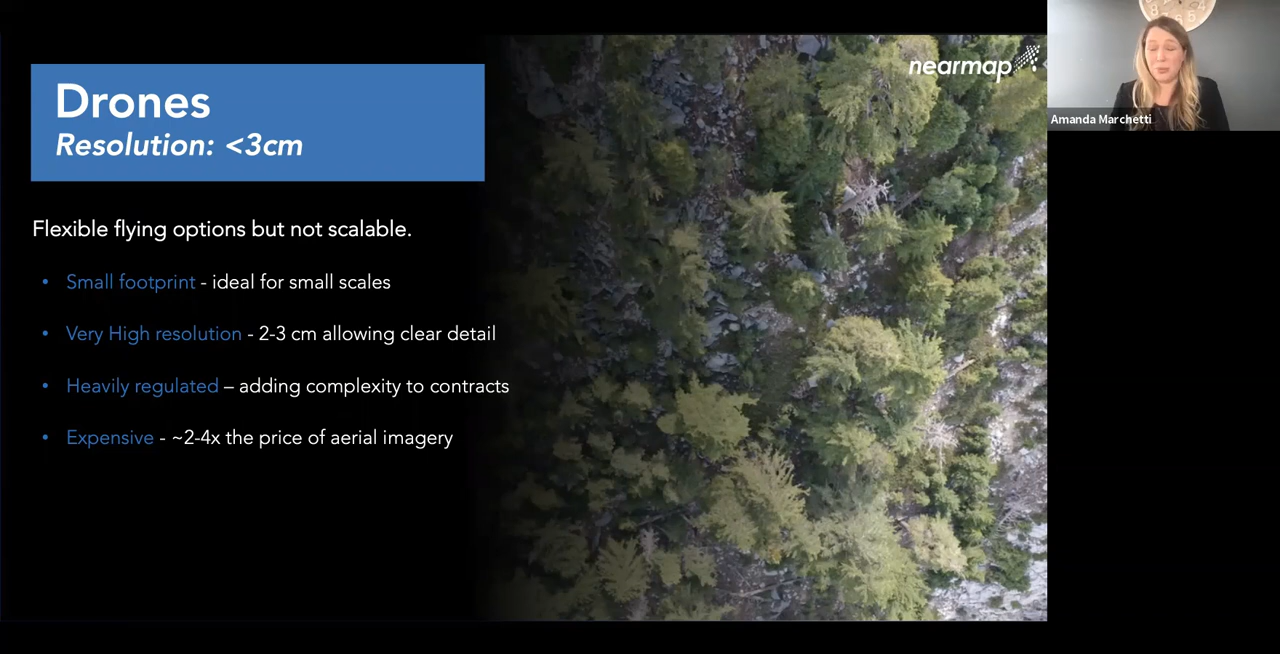 Drones
Resolution: <3cm
nearmap
Amanda Marchetti
Flexible flying options but not scalable.
• Small footprint - ideal for small scales
• Very High resolution - 2-3 cm allowing clear detail
• Heavily regulated – adding complexity to contracts
• Expensive - ~2-4x the price of aerial imagery